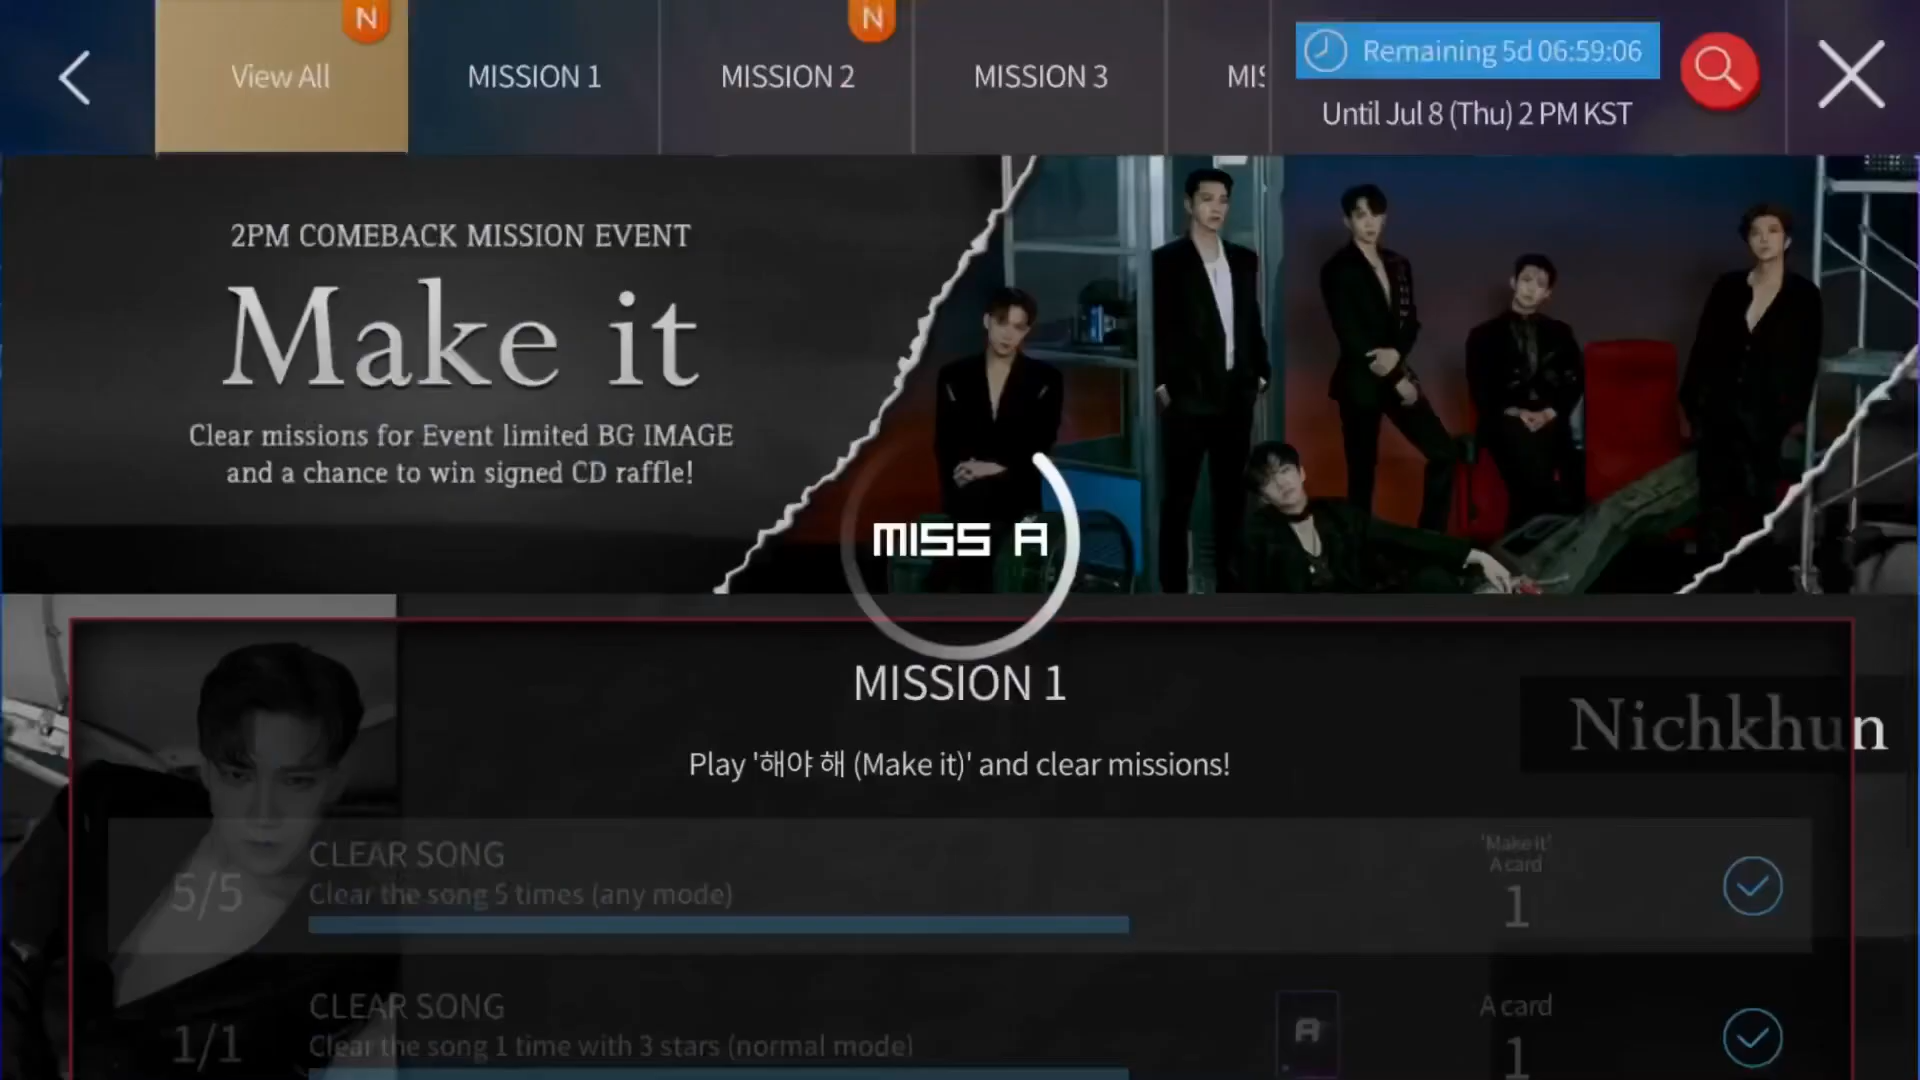 N
N
View All
MISSION 1
MISSION 2
MISSION 3
MIS
Remaining 5d 06:59:06
Until Jul 8 (Thu) 2 PM KST
2PM COMEBACK MISSION EVENT
Make it
Clear missions for Event limited BG IMAGE
and a chance to win signed CD raffle!
MISS A
MISSION 1
Nichkhun
Play '해야 해 (Make it)' and clear missions!
5/5
CLEAR SONG
Clear the song 5 times (any mode)
'Make it'
A card
1
1/1
CLEAR SONG
Clear the song 1 time with 3 stars (normal mode)
A
A card
1